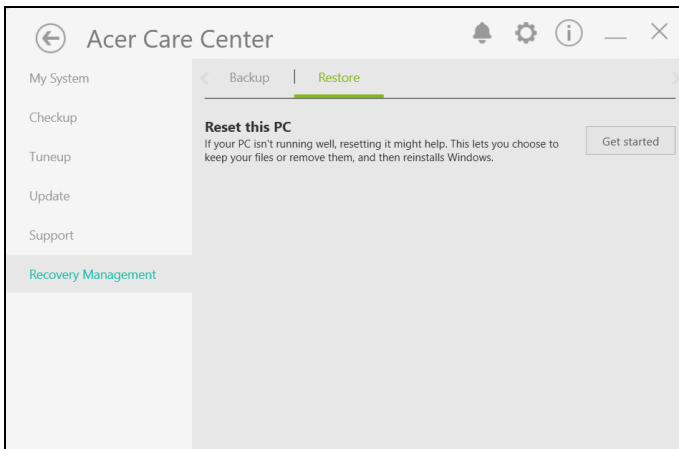 Acer Care Center
My System
Checkup
Tuneup
Update
Support
Recovery Management
Backup
Restore
Reset this PC
If your PC isn't running well, resetting it might help. This lets you choose to
keep your files or remove them, and then reinstalls Windows.
Get started